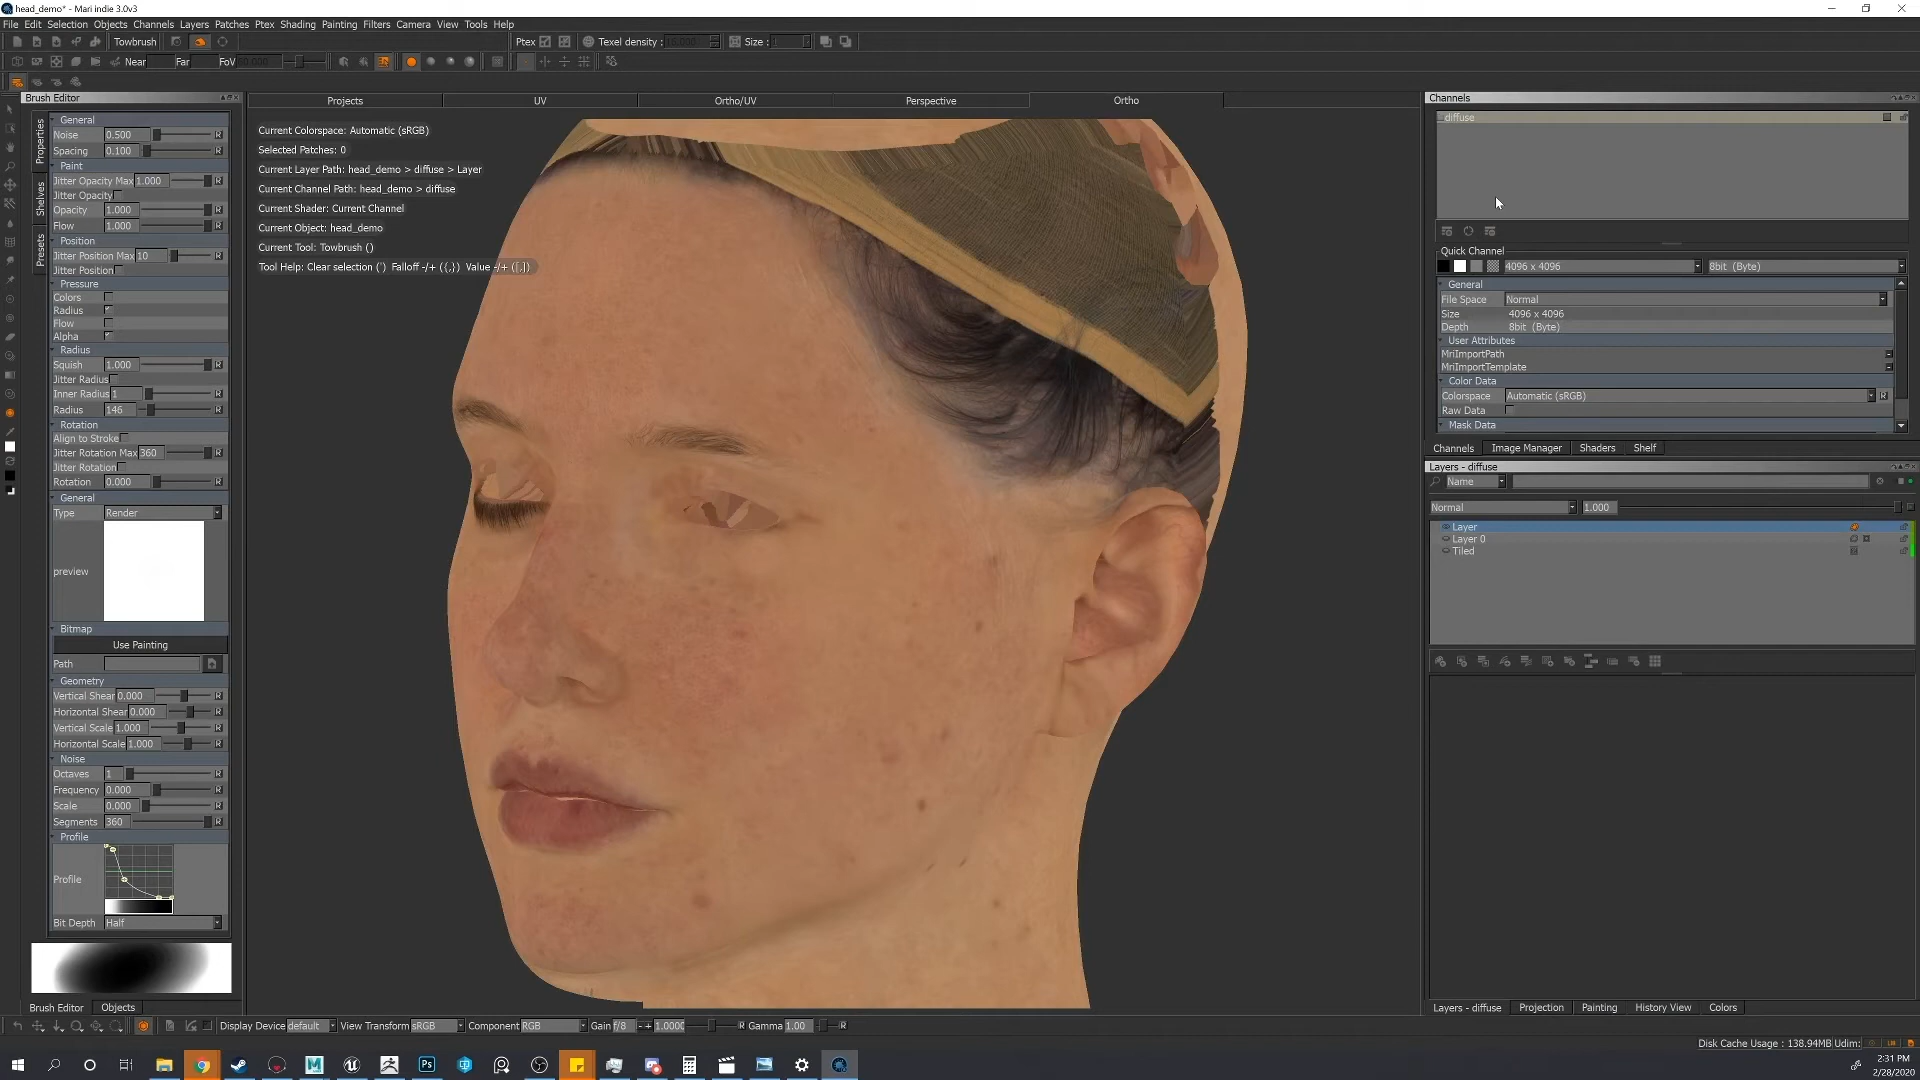 head_demo* - Mari indie 3.0v3
File Edit Selection Objects Channels Layers Patches Ptex Shading Painting Filters Camera View Tools Help
Towbrush Ptex Texel density : Size :
Near Far FoV
Brush Editor
Projects UV Ortho/UV Perspective Ortho
Channels
Properties
Shelves
Presets
General
Noise 0.500 R
Spacing 0.100 R
Paint
Jitter Opacity Max 1.000 R
Jitter Opacity
Opacity 1.000 R
Flow 1.000 R
Position
Jitter Position Max 10 R
Jitter Position
Pressure
Colors
Radius
Flow
Alpha
Radius
Squish 1.000 R
Jitter Radius
Inner Radius 1 R
Radius 146 R
Rotation
Align to Stroke
Jitter Rotation Max 360 R
Jitter Rotation
Rotation 0.000 R
General
Type Render
preview
Bitmap
Use Painting
Path
Geometry
Vertical Shear 0.000 R
Horizontal Shear 0.000 R
Vertical Scale 1.000 R
Horizontal Scale 1.000 R
Noise
Octaves 1 R
Frequency 0.000 R
Scale 0.000 R
Segments 360 R
Profile
Profile
Bit Depth Half
Brush Editor Objects
Current Colorspace: Automatic (sRGB)
Selected Patches: 0
Current Layer Path: head_demo > diffuse > Layer
Current Channel Path: head_demo > diffuse
Current Shader: Current Channel
Current Object: head_demo
Current Tool: Towbrush ()
Tool Help: Clear selection (') Falloff -/+ ({,}) Value -/+ ([,])
diffuse
Quick Channel
4096 x 4096 8bit (Byte)
General
File Space Normal
Size 4096 x 4096
Depth 8bit (Byte)
User Attributes
MriImportPath
MriImportTemplate
Color Data
Colorspace Automatic (sRGB) R
Raw Data
Mask Data
Channels Image Manager Shaders Shelf
Layers - diffuse
Name
Normal 1.000
Layer
Layer 0
Tiled
Layers - diffuse Projection Painting History View Colors
Display Device default View Transform sRGB Component RGB Gain f/8 - + 1.0000 R Gamma 1.00 R
Disk Cache Usage : 138.94MB Udim:
Ps
2:31 PM
2/28/2020